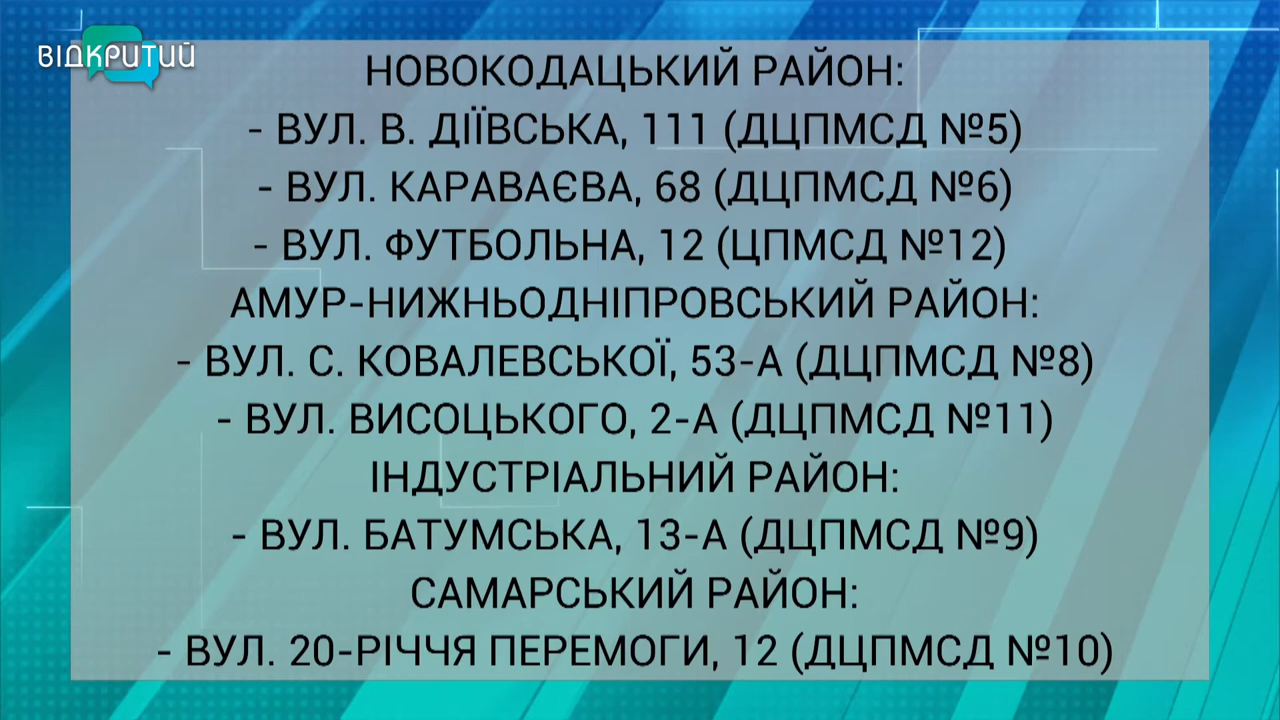 ВІДКРИТИЙ
НОВОКОДАЦЬКИЙ РАЙОН:
- ВУЛ. В. ДІЇВСЬКА, 111 (ДЦПМСД №5)
- ВУЛ. КАРАВАЄВА, 68 (ДЦПМСД №6)
- ВУЛ. ФУТБОЛЬНА, 12 (ЦПМСД №12)
АМУР-НИЖНЬОДНІПРОВСЬКИЙ РАЙОН:
- ВУЛ. С. КОВАЛЕВСЬКОЇ, 53-А (ДЦПМСД №8)
- ВУЛ. ВИСОЦЬКОГО, 2-А (ДЦПМСД №11)
ІНДУСТРІАЛЬНИЙ РАЙОН:
- ВУЛ. БАТУМСЬКА, 13-А (ДЦПМСД №9)
САМАРСЬКИЙ РАЙОН:
- ВУЛ. 20-РІЧЧЯ ПЕРЕМОГИ, 12 (ДЦПМСД №10)